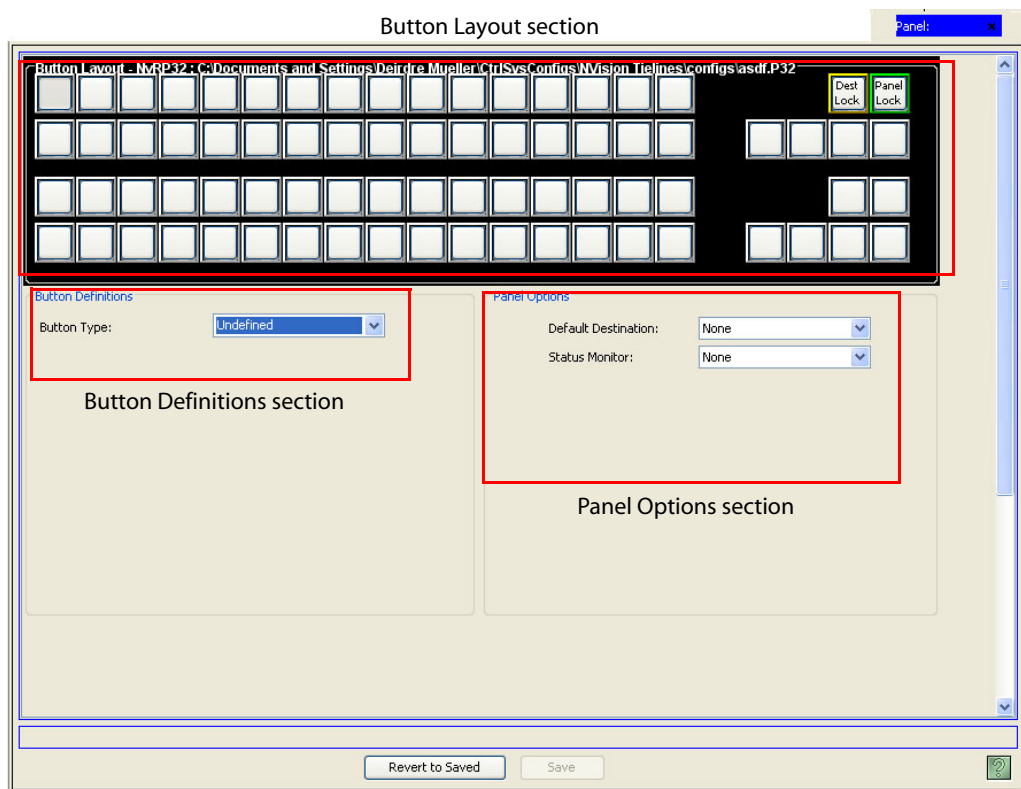 Button Layout section
Panel:
Button Layout - NVRP32 : C:\Documents and Settings\Deirdre Mueller\CtrlSysConfigs\NVision Tielines\configs\asdf.P32
Dest Lock
Panel Lock
Button Definitions
Button Type:
Undefined
Button Definitions section
Panel Options
Default Destination:
None
Status Monitor:
None
Panel Options section
Revert to Saved
Save
?